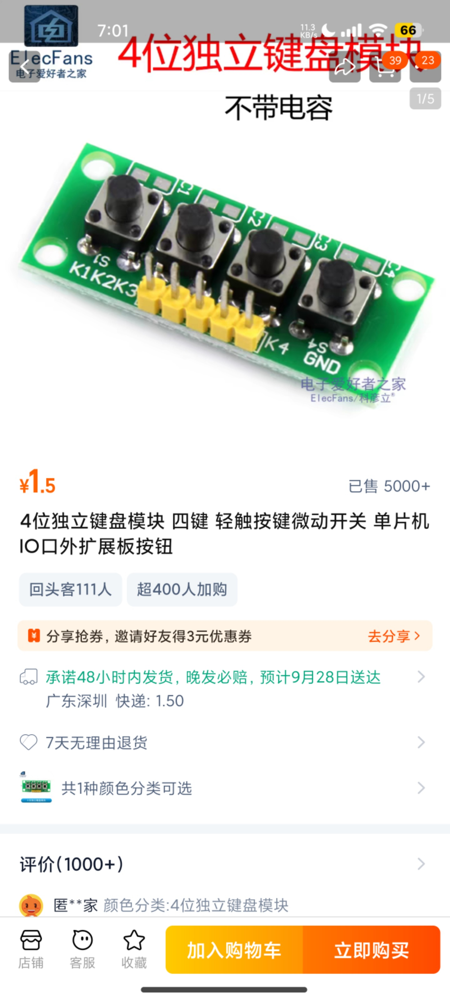 7:01
11.3
KB/s
66
ElecFans
电子爱好者之家
4位独立键盘模块
39
23
1/5
不带电容
C1
C2
C3
C4
S1
K1K2K3
K4
S4
GND
电子爱好者之家
ElecFans/科彦立®
¥1.5
已售 5000+
4位独立键盘模块 四键 轻触按键微动开关 单片机
IO口外扩展板按钮
回头客111人
超400人加购
¥ 分享抢券，邀请好友得3元优惠券
去分享
承诺48小时内发货，晚发必赔，预计9月28日送达
广东深圳 快递: 1.50
7天无理由退货
共1种颜色分类可选
评价(1000+)
匿**家 颜色分类:4位独立键盘模块
店铺
客服
收藏
加入购物车
立即购买